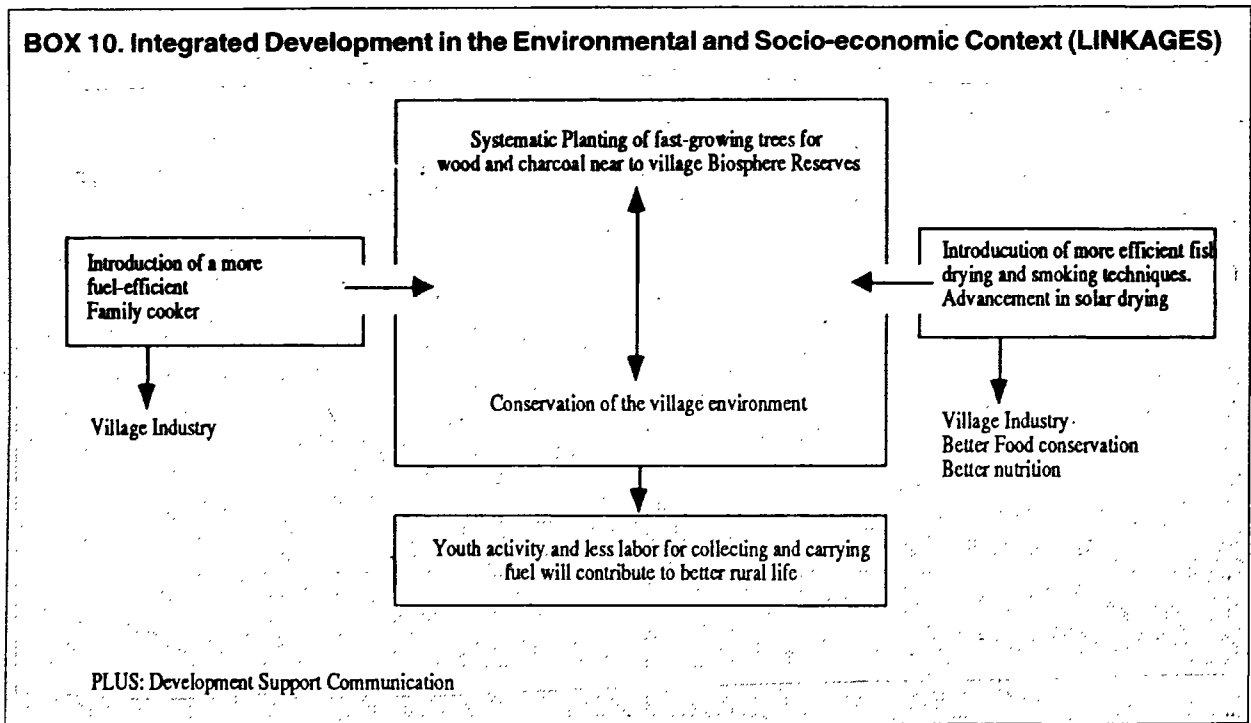 BOX 10. Integrated Development in the Environmental and Socio-economic Context (LINKAGES)
Systematic Planting of fast-growing trees for
wood and charcoal near to village Biosphere Reserves
Introduction of a more
fuel-efficient
Family cooker
Introducution of more efficient fish
drying and smoking techniques.
Advancement in solar drying
Conservation of the village environment
Village Industry
Village Industry
Better Food conservation
Better nutrition
Youth activity and less labor for collecting and carrying
fuel will contribute to better rural life
PLUS: Development Support Communication